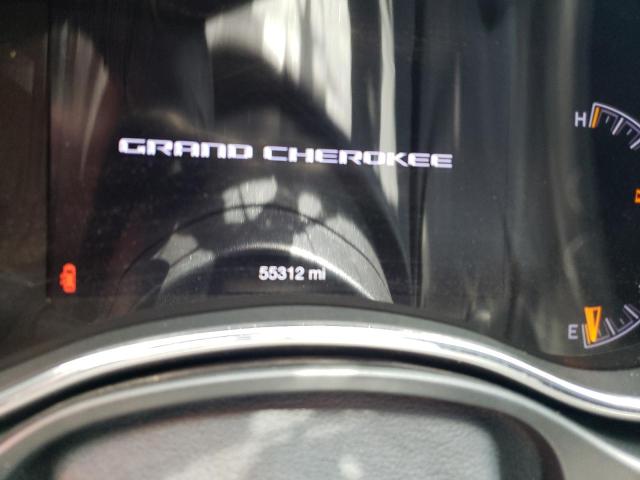 H
GRAND CHEROKEE
55312 mi
E